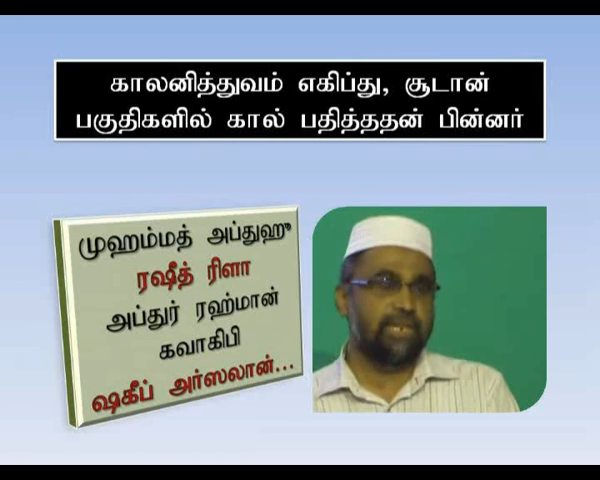 காலனித்துவம் எகிப்து, சூடான்
பகுதிகளில் கால் பதித்ததன் பின்னர்
முஹம்மத் அப்துஹு
ரஷீத் ரிளா
அப்துர் ரஹ்மான்
கவாகிபி
ஷகீப் அர்ஸலான்...